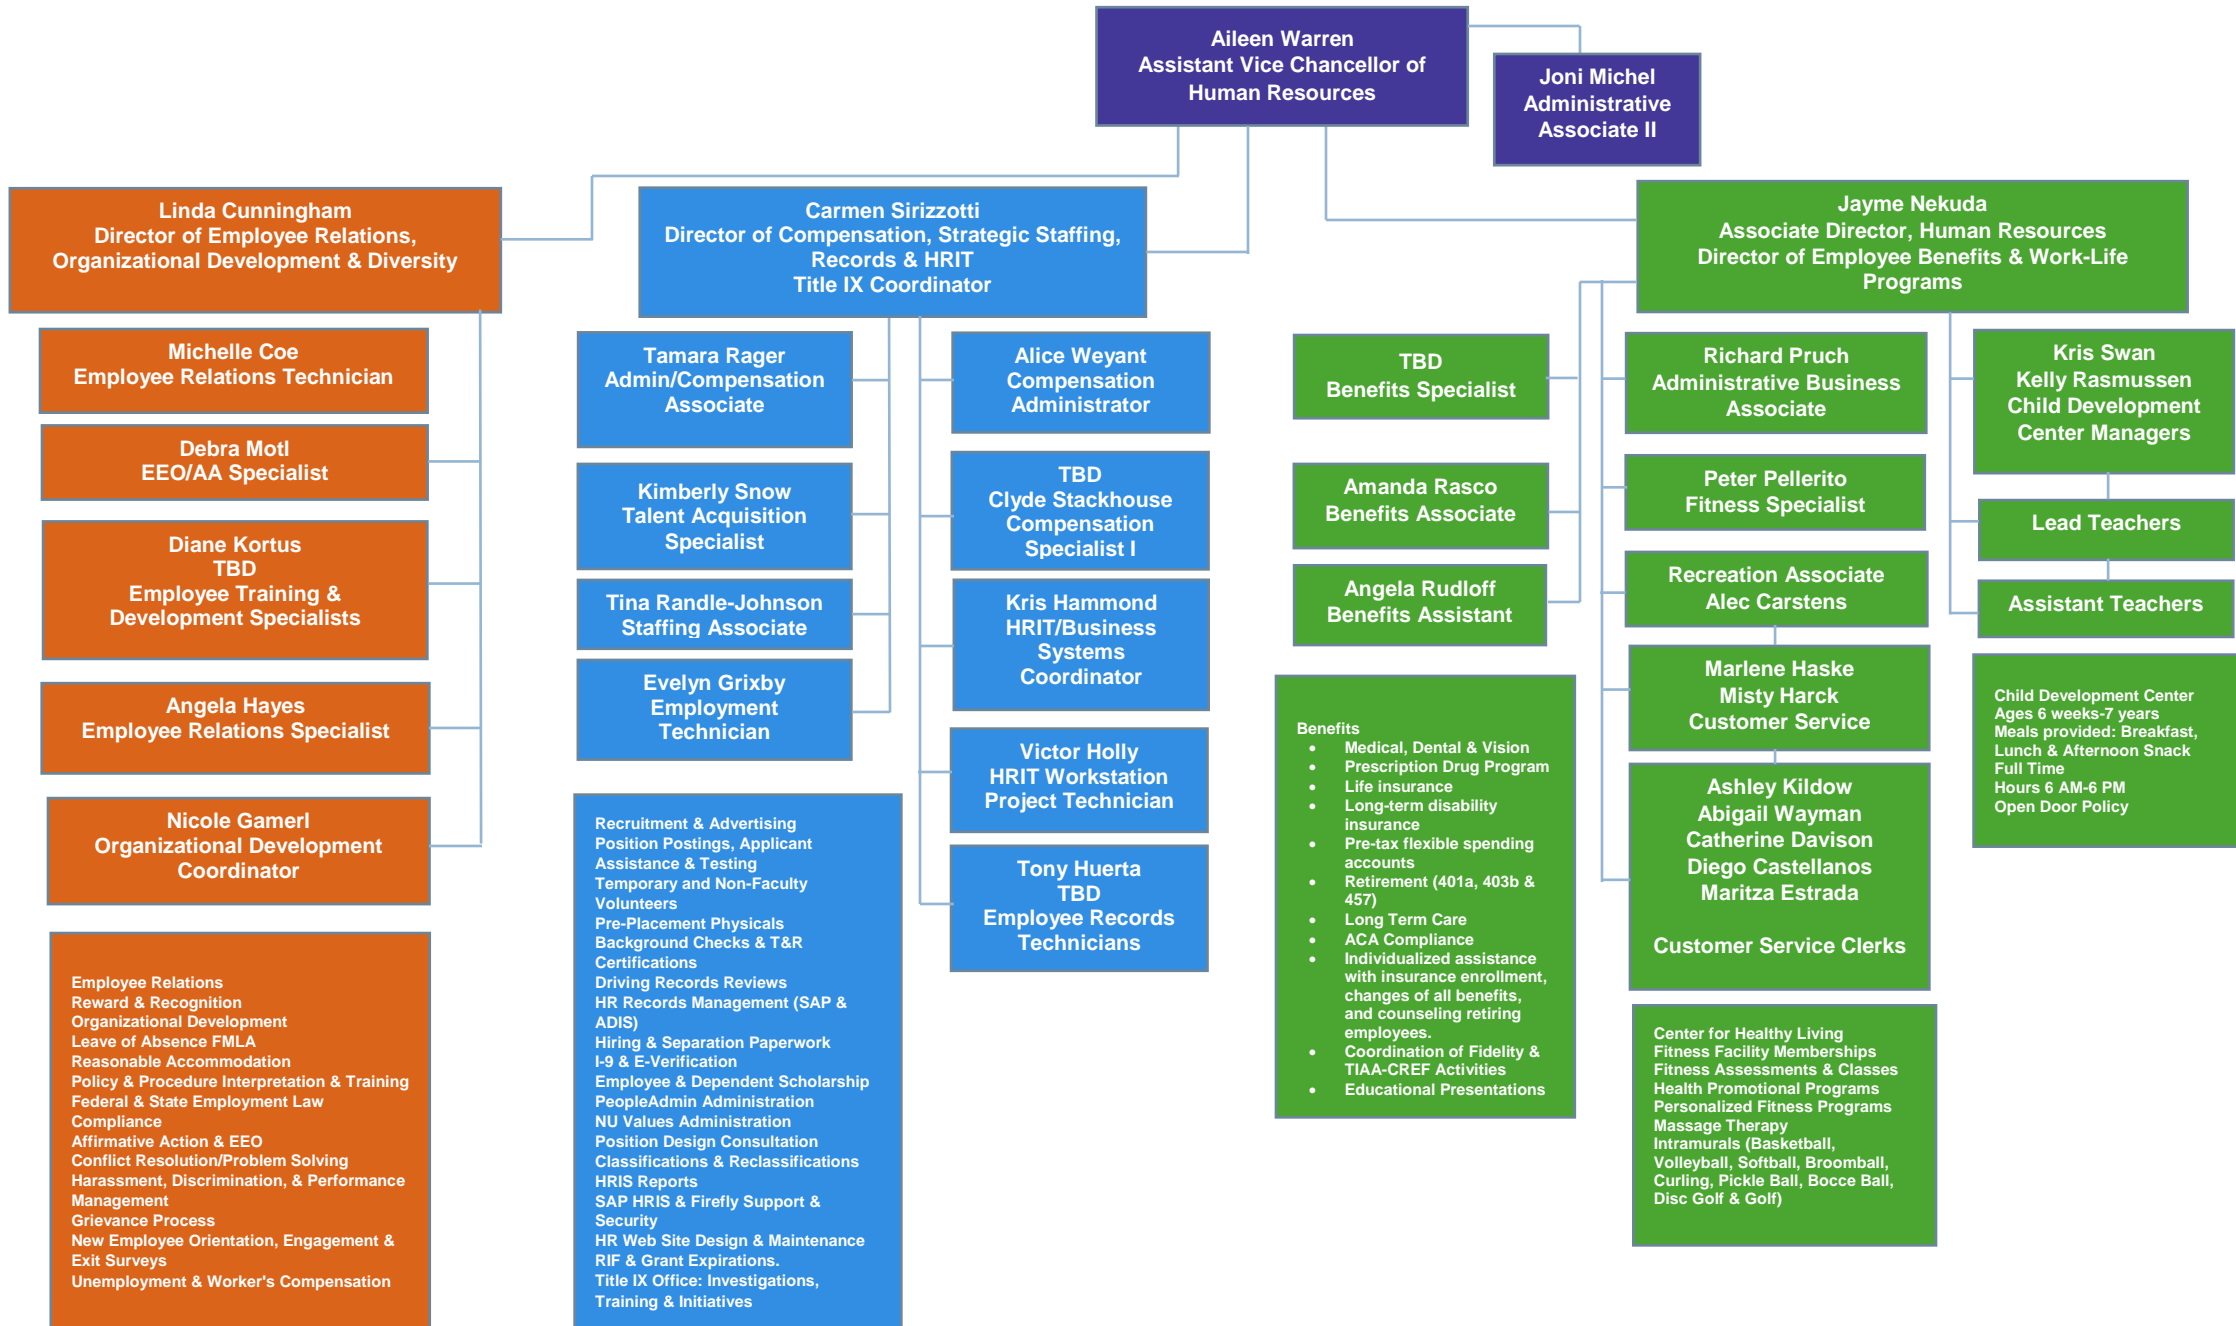 Aileen Warren
Assistant Vice Chancellor of
Human Resources
Joni Michel
Administrative
Associate II
Linda Cunningham
Director of Employee Relations,
Organizational Development & Diversity
Carmen Sirizzotti
Director of Compensation, Strategic Staffing,
Records & HRIT
Title IX Coordinator
Jayme Nekuda
Associate Director, Human Resources
Director of Employee Benefits & Work-Life
Programs
Michelle Coe
Employee Relations Technician
Debra Motl
EEO/AA Specialist
Diane Kortus
TBD
Employee Training &
Development Specialists
Angela Hayes
Employee Relations Specialist
Nicole Gamerl
Organizational Development
Coordinator
Employee Relations
Reward & Recognition
Organizational Development
Leave of Absence FMLA
Reasonable Accommodation
Policy & Procedure Interpretation & Training
Federal & State Employment Law
Compliance
Affirmative Action & EEO
Conflict Resolution/Problem Solving
Harassment, Discrimination, & Performance
Management
Grievance Process
New Employee Orientation, Engagement &
Exit Surveys
Unemployment & Worker's Compensation
Tamara Rager
Admin/Compensation
Associate
Kimberly Snow
Talent Acquisition
Specialist
Tina Randle-Johnson
Staffing Associate
Evelyn Grixby
Employment
Technician
Recruitment & Advertising
Position Postings, Applicant
Assistance & Testing
Temporary and Non-Faculty
Volunteers
Pre-Placement Physicals
Background Checks & T&R
Certifications
Driving Records Reviews
HR Records Management (SAP &
ADIS)
Hiring & Separation Paperwork
I-9 & E-Verification
Employee & Dependent Scholarship
PeopleAdmin Administration
NU Values Administration
Position Design Consultation
Classifications & Reclassifications
HRIS Reports
SAP HRIS & Firefly Support &
Security
HR Web Site Design & Maintenance
RIF & Grant Expirations.
Title IX Office: Investigations,
Training & Initiatives
Alice Weyant
Compensation
Administrator
TBD
Clyde Stackhouse
Compensation
Specialist I
Kris Hammond
HRIT/Business
Systems
Coordinator
Victor Holly
HRIT Workstation
Project Technician
Tony Huerta
TBD
Employee Records
Technicians
TBD
Benefits Specialist
Amanda Rasco
Benefits Associate
Angela Rudloff
Benefits Assistant
Benefits
• Medical, Dental & Vision
• Prescription Drug Program
• Life insurance
• Long-term disability
insurance
• Pre-tax flexible spending
accounts
• Retirement (401a, 403b &
457)
• Long Term Care
• ACA Compliance
• Individualized assistance
with insurance enrollment,
changes of all benefits,
and counseling retiring
employees.
• Coordination of Fidelity &
TIAA-CREF Activities
• Educational Presentations
Richard Pruch
Administrative Business
Associate
Peter Pellerito
Fitness Specialist
Recreation Associate
Alec Carstens
Marlene Haske
Misty Harck
Customer Service
Ashley Kildow
Abigail Wayman
Catherine Davison
Diego Castellanos
Maritza Estrada
Customer Service Clerks
Center for Healthy Living
Fitness Facility Memberships
Fitness Assessments & Classes
Health Promotional Programs
Personalized Fitness Programs
Massage Therapy
Intramurals (Basketball,
Volleyball, Softball, Broomball,
Curling, Pickle Ball, Bocce Ball,
Disc Golf & Golf)
Kris Swan
Kelly Rasmussen
Child Development
Center Managers
Lead Teachers
Assistant Teachers
Child Development Center
Ages 6 weeks-7 years
Meals provided: Breakfast,
Lunch & Afternoon Snack
Full Time
Hours 6 AM-6 PM
Open Door Policy